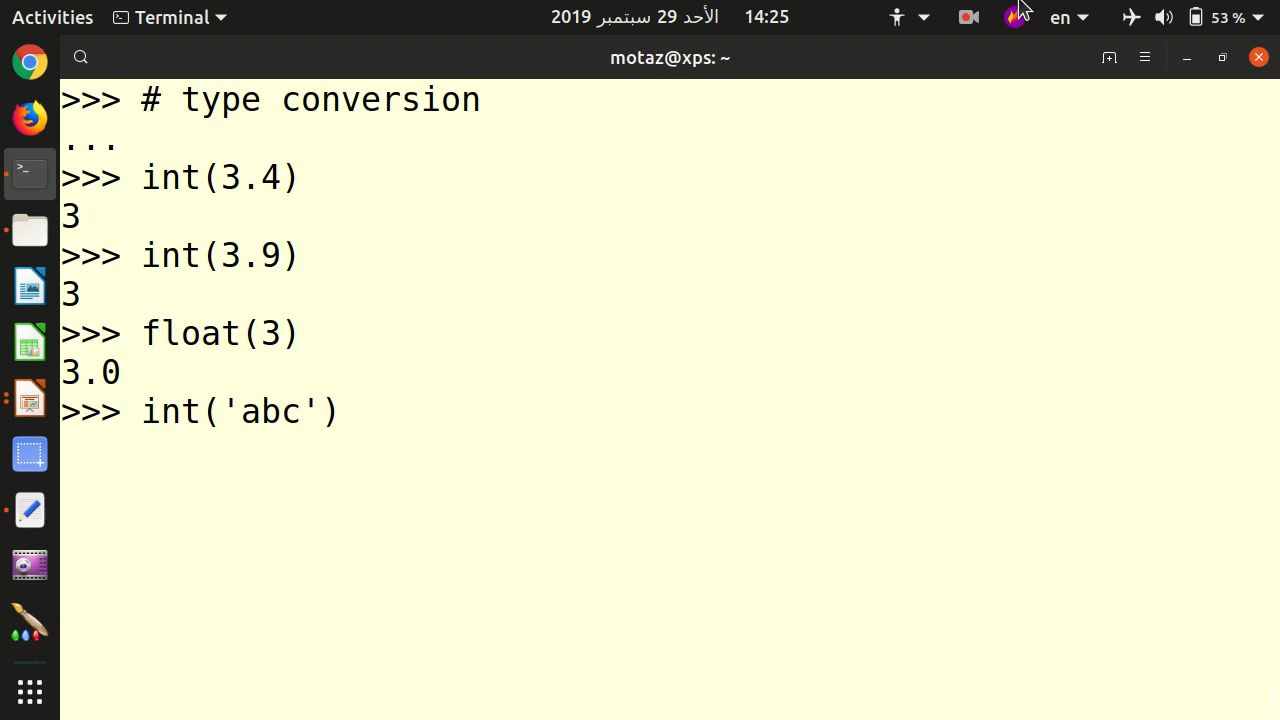 Activities Terminal 2019 الأحد 29 سبتمبر 14:25 en 53 %
motaz@xps: ~
>>> # type conversion
...
>>> int(3.4)
3
>>> int(3.9)
3
>>> float(3)
3.0
>>> int('abc')